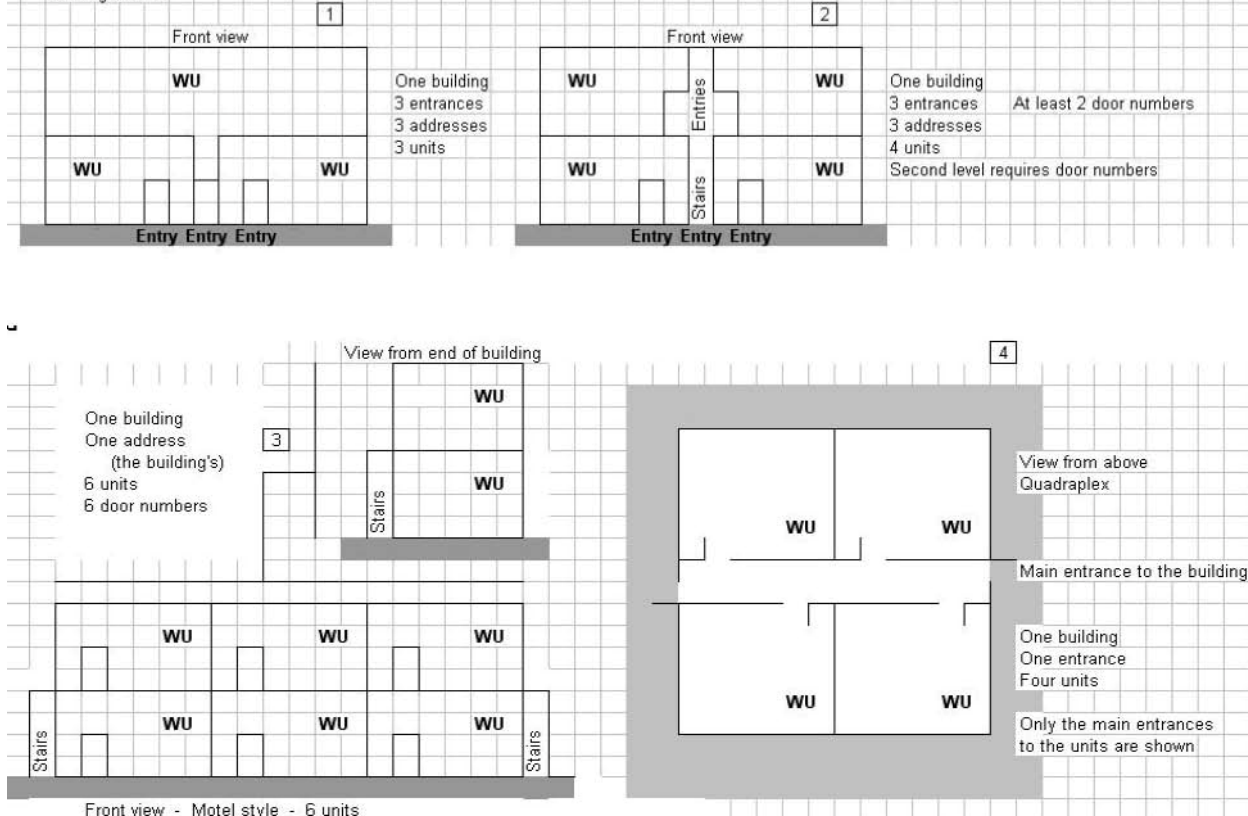 1
Front view
WU
WU
WU
Entry Entry Entry
One building
3 entrances
3 addresses
3 units
2
Front view
WU
WU
Entries
WU
WU
Stairs
Entry Entry Entry
One building
3 entrances At least 2 door numbers
3 addresses
4 units
Second level requires door numbers
View from end of building
WU
WU
Stairs
One building
One address
(the building's)
6 units
6 door numbers
3
WU
WU
WU
WU
WU
WU
Stairs
Stairs
Front view - Motel style - 6 units
4
View from above
Quadraplex
WU
WU
Main entrance to the building
WU
WU
One building
One entrance
Four units
Only the main entrances
to the units are shown